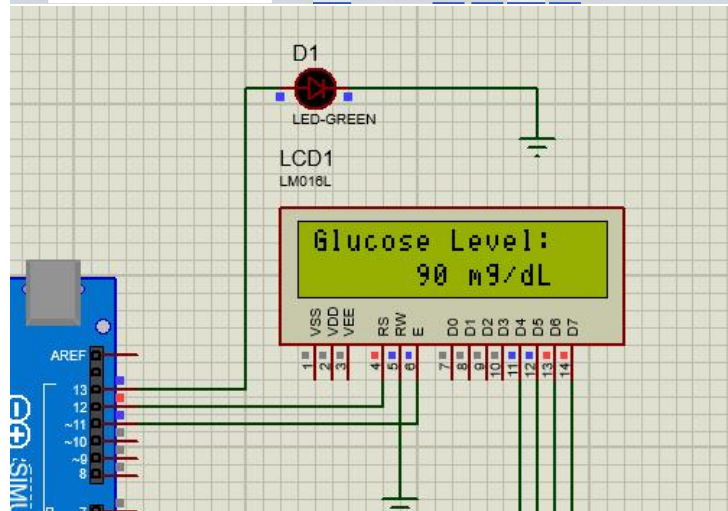 D1
LED-GREEN
LCD1
LM016L
Glucose Level:
90 mg/dL
VSS
VDD
VEE
RS
RW
E
D0
D1
D2
D3
D4
D5
D6
D7
1
2
3
4
5
6
7
8
9
10
11
12
13
14
AREF
13
12
~11
~10
~9
8